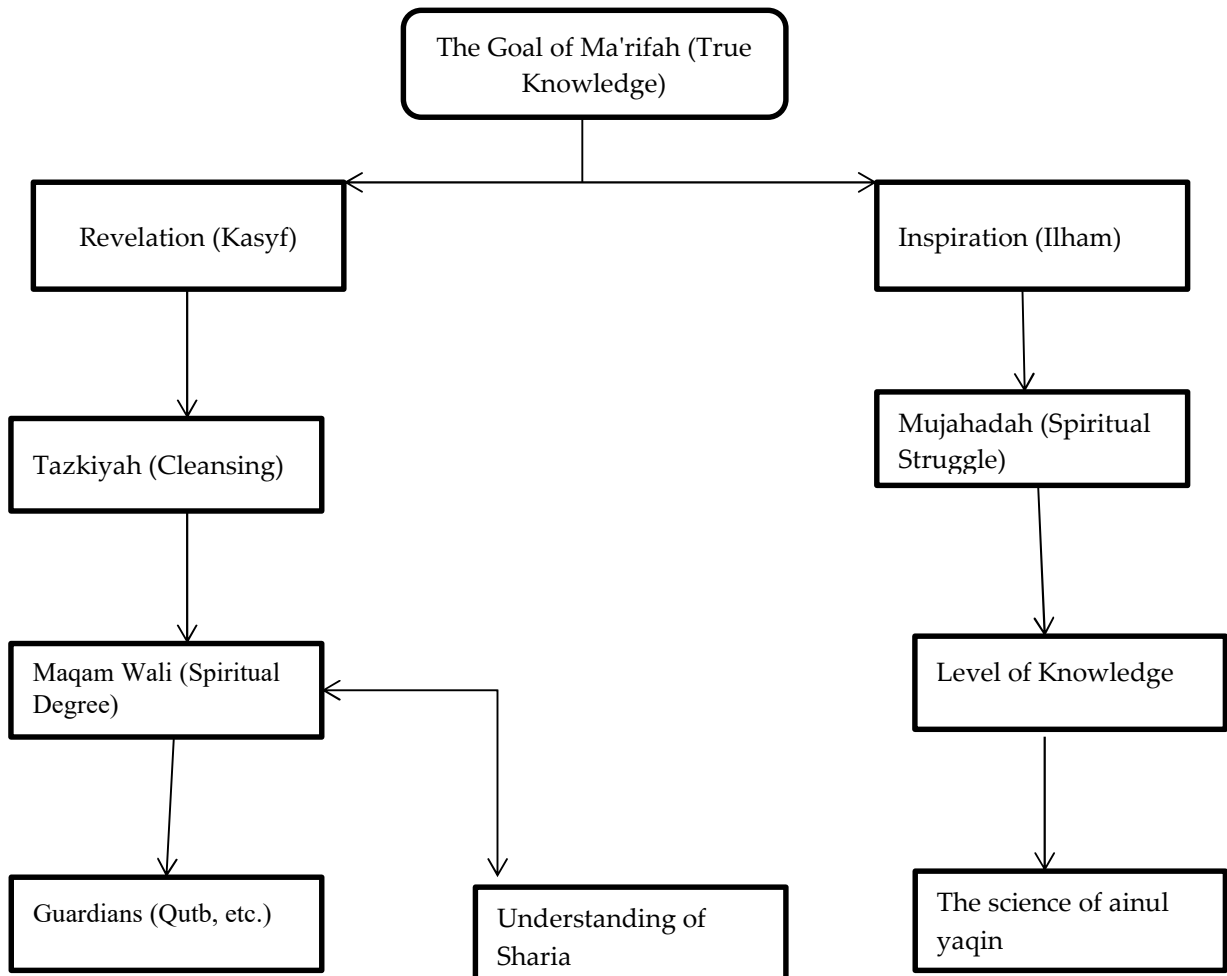 The Goal of Ma'rifah (True
Knowledge)
Revelation (Kasyf)
Inspiration (Ilham)
Tazkiyah (Cleansing)
Mujahadah (Spiritual
Struggle)
Maqam Wali (Spiritual
Degree)
Level of Knowledge
Guardians (Qutb, etc.)
Understanding of
Sharia
The science of ainul
yaqin